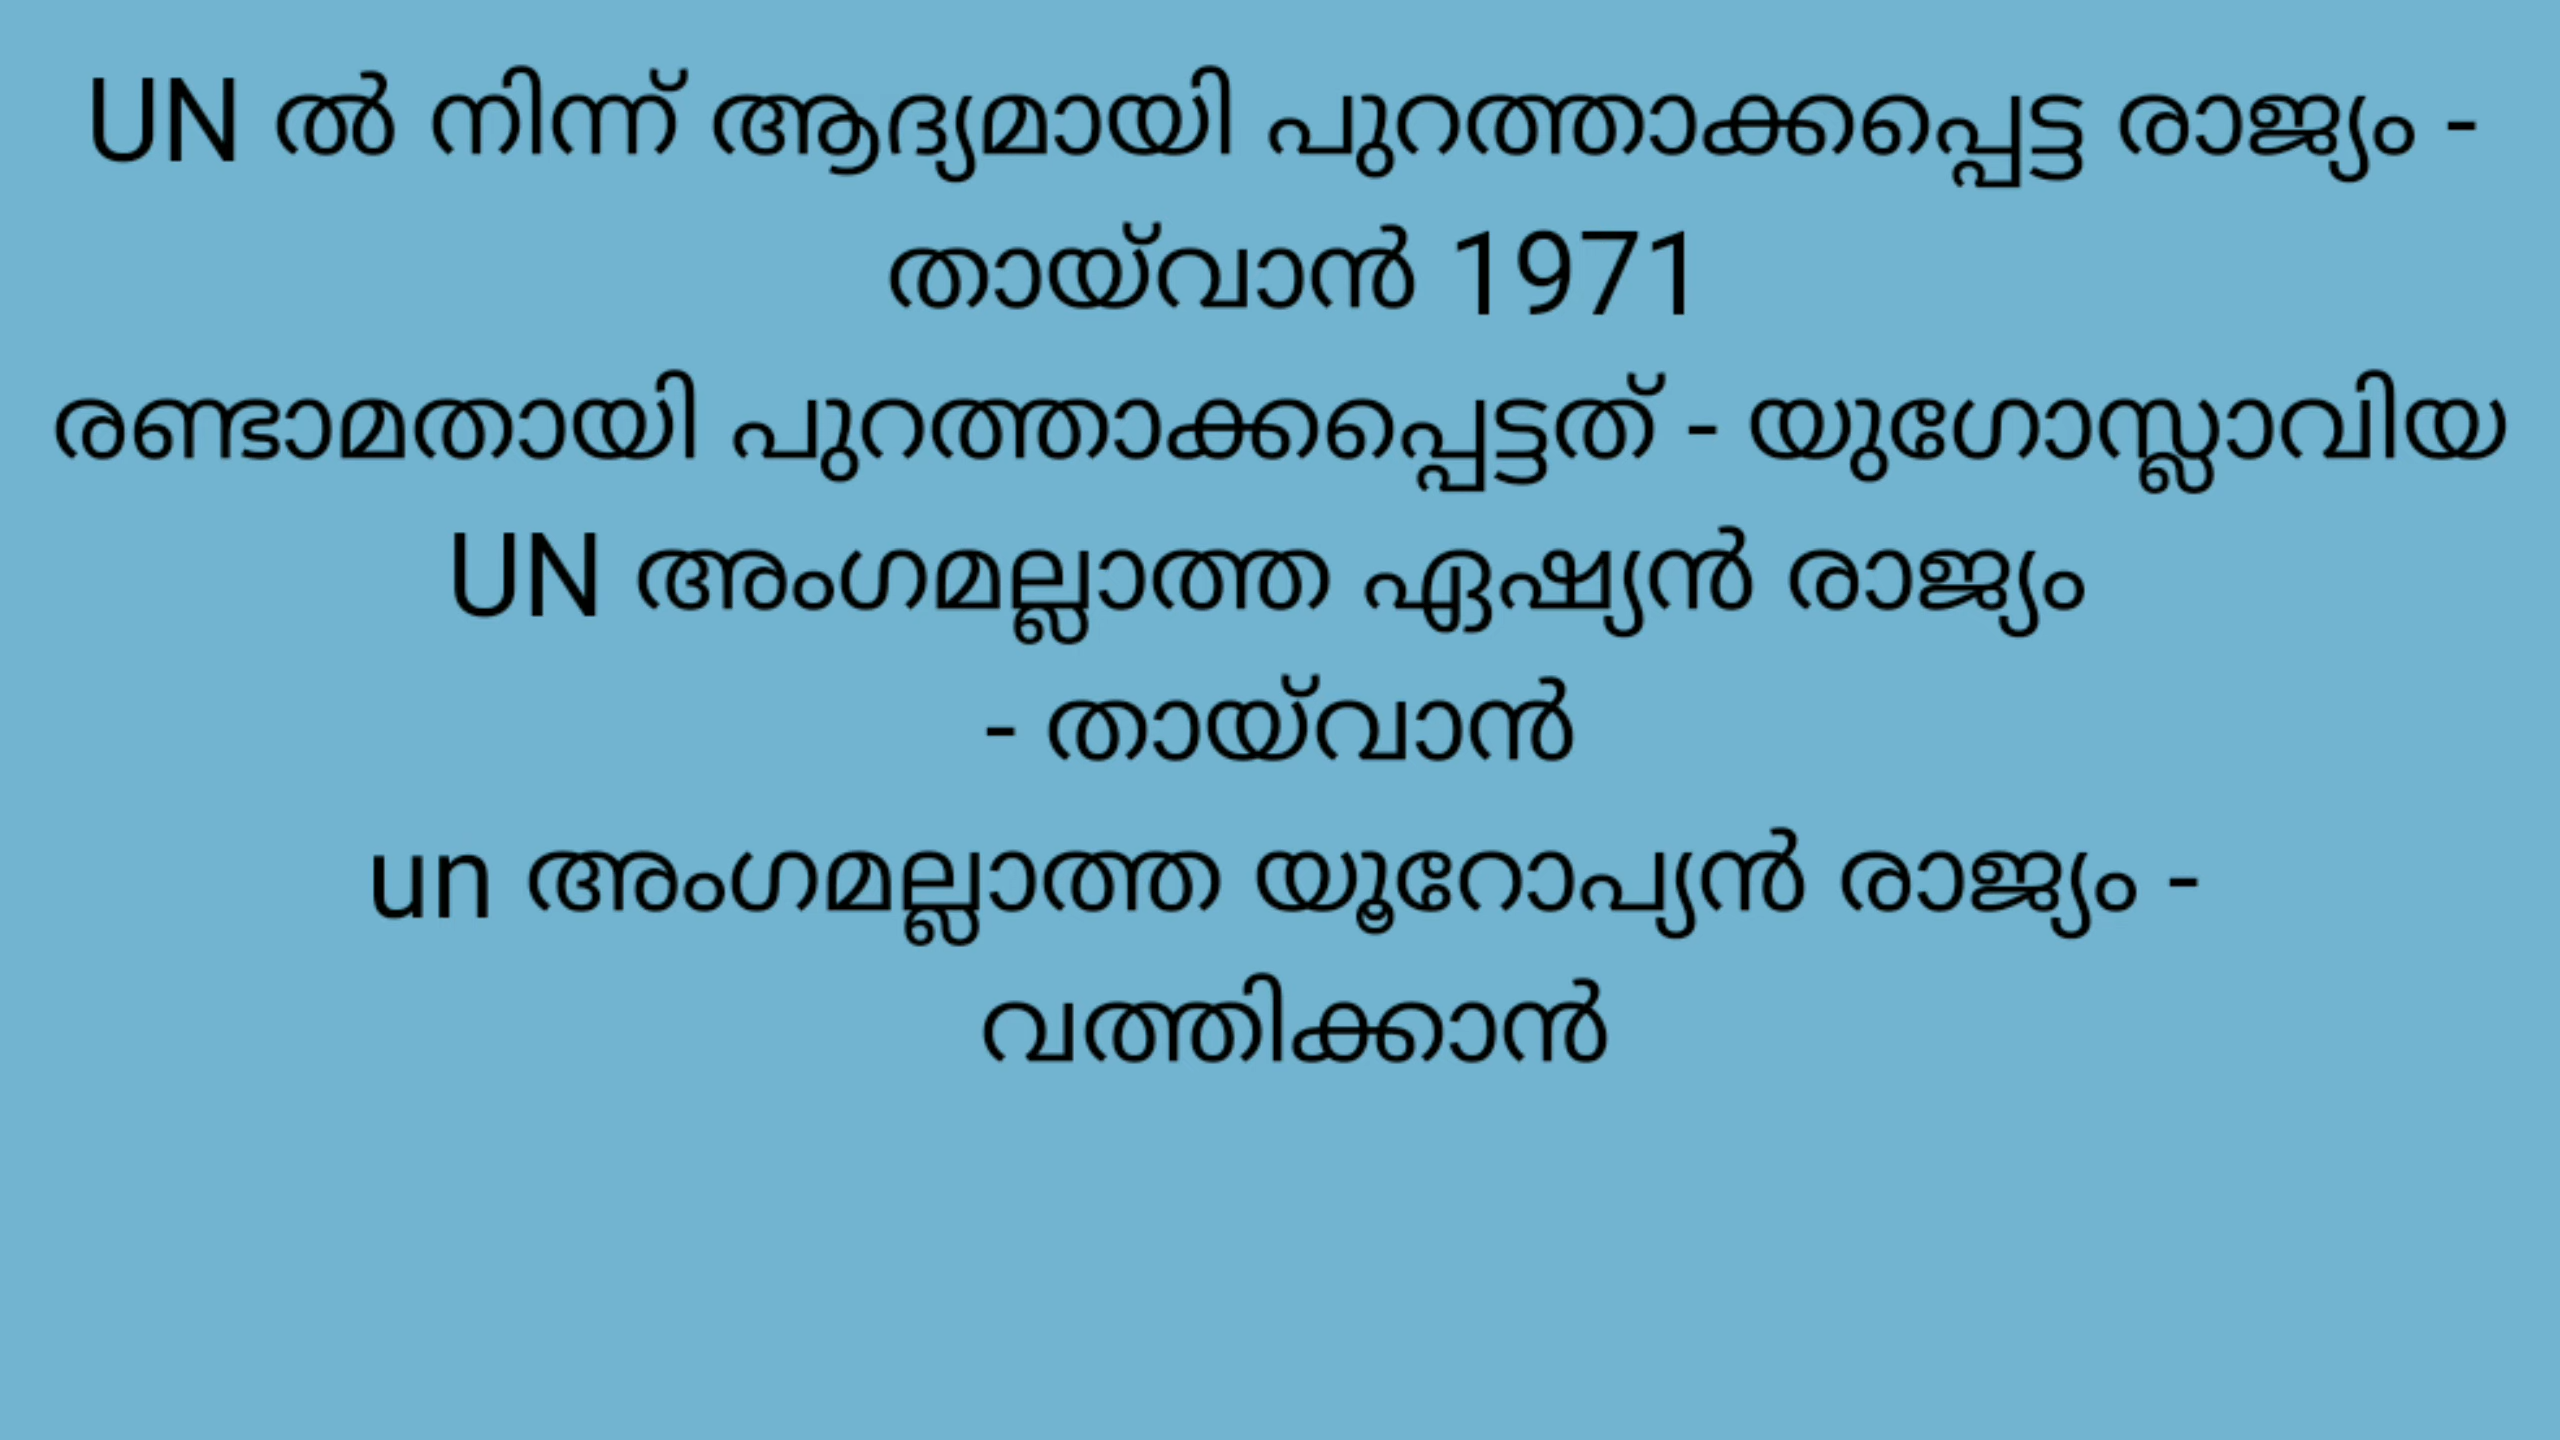 UN ൽ നിന്ന് ആദ്യമായി പുറത്താക്കപ്പെട്ട രാജ്യം -
തായ്‌വാൻ 1971
രണ്ടാമതായി പുറത്താക്കപ്പെട്ടത് - യുഗോസ്ലാവിയ
UN അംഗമല്ലാത്ത ഏഷ്യൻ രാജ്യം
- തായ്‌വാൻ
un അംഗമല്ലാത്ത യൂറോപ്യൻ രാജ്യം -
വത്തിക്കാൻ